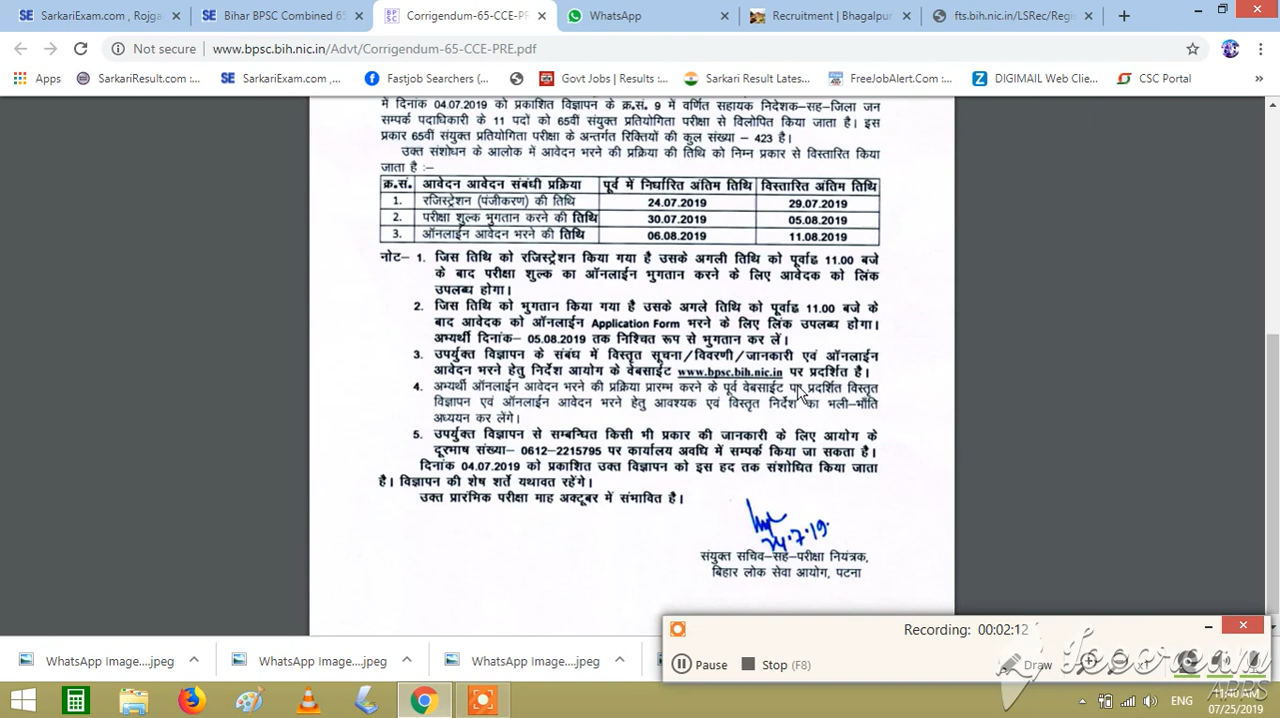 SarkariExam.com , Rojga
Bihar BPSC Combined 65
Corrigendum-65-CCE-PR
WhatsApp
Recruitment | Bhagalpur
fts.bih.nic.in/LSRec/Regi
Not secure
www.bpsc.bih.nic.in/Advt/Corrigendum-65-CCE-PRE.pdf
Apps
SarkariResult.com :...
SarkariExam.com ,...
Fastjob Searchers (...
Govt Jobs | Results :...
Sarkari Result Lates...
FreeJobAlert.Com :...
DIGIMAIL Web Clie...
CSC Portal
में दिनांक 04.07.2019 को प्रकाशित विज्ञापन के क्र.सं. 9 में वर्णित सहायक निदेशक–सह–जिला जन
सम्पर्क पदाधिकारी के 11 पदों को 65वीं संयुक्त प्रतियोगिता परीक्षा से विलोपित किया जाता है। इस
प्रकार 65वीं संयुक्त प्रतियोगिता परीक्षा के अन्तर्गत रिक्तियों की कुल संख्या – 423 है।
उक्त संशोधन के आलोक में आवेदन भरने की प्रक्रिया की तिथि को निम्न प्रकार से विस्तारित किया
जाता है :–
क्र.सं. आवेदन आवेदन संबंधी प्रक्रिया पूर्व में निर्धारित अंतिम तिथि विस्तारित अंतिम तिथि
1. रजिस्ट्रेशन (पंजीकरण) की तिथि 24.07.2019 29.07.2019
2. परीक्षा शुल्क भुगतान करने की तिथि 30.07.2019 05.08.2019
3. ऑनलाईन आवेदन भरने की तिथि 06.08.2019 11.08.2019
नोट– 1. जिस तिथि को रजिस्ट्रेशन किया गया है उसके अगली तिथि को पूर्वाह्न 11.00 बजे
के बाद परीक्षा शुल्क का ऑनलाईन भुगतान करने के लिए आवेदक को लिंक
उपलब्ध होगा।
2. जिस तिथि को भुगतान किया गया है उसके अगले तिथि को पूर्वाह्न 11.00 बजे के
बाद आवेदक को ऑनलाईन Application Form भरने के लिए लिंक उपलब्ध होगा।
अभ्यर्थी दिनांक– 05.08.2019 तक निश्चित रूप से भुगतान कर लें।
3. उपर्युक्त विज्ञापन के संबंध में विस्तृत सूचना/विवरणी/जानकारी एवं ऑनलाईन
आवेदन भरने हेतु निर्देश आयोग के वेबसाईट www.bpsc.bih.nic.in पर प्रदर्शित है।
4. अभ्यर्थी ऑनलाईन आवेदन भरने की प्रक्रिया प्रारम्भ करने के पूर्व वेबसाईट पर प्रदर्शित विस्तृत
विज्ञापन एवं ऑनलाईन आवेदन भरने हेतु आवश्यक एवं विस्तृत निर्देश का भली–भाँति
अध्ययन कर लेंगे।
5. उपर्युक्त विज्ञापन से सम्बन्धित किसी भी प्रकार की जानकारी के लिए आयोग के
दूरभाष संख्या– 0612–2215795 पर कार्यालय अवधि में सम्पर्क किया जा सकता है।
दिनांक 04.07.2019 को प्रकाशित उक्त विज्ञापन को इस हद तक संशोधित किया जाता
है। विज्ञापन की शेष शर्ते यथावत रहेंगे।
उक्त प्रारंमिक परीक्षा माह अक्टूबर में संभावित है।
24.7.19.
संयुक्त सचिव–सह–परीक्षा नियंत्रक,
बिहार लोक सेवा आयोग, पटना
Recording: 00:02:12
Pause
Stop (F8)
Draw
WhatsApp Image....jpeg
WhatsApp Image....jpeg
WhatsApp Image....jpeg
APPS
ENG
11:40 AM
07/25/2019